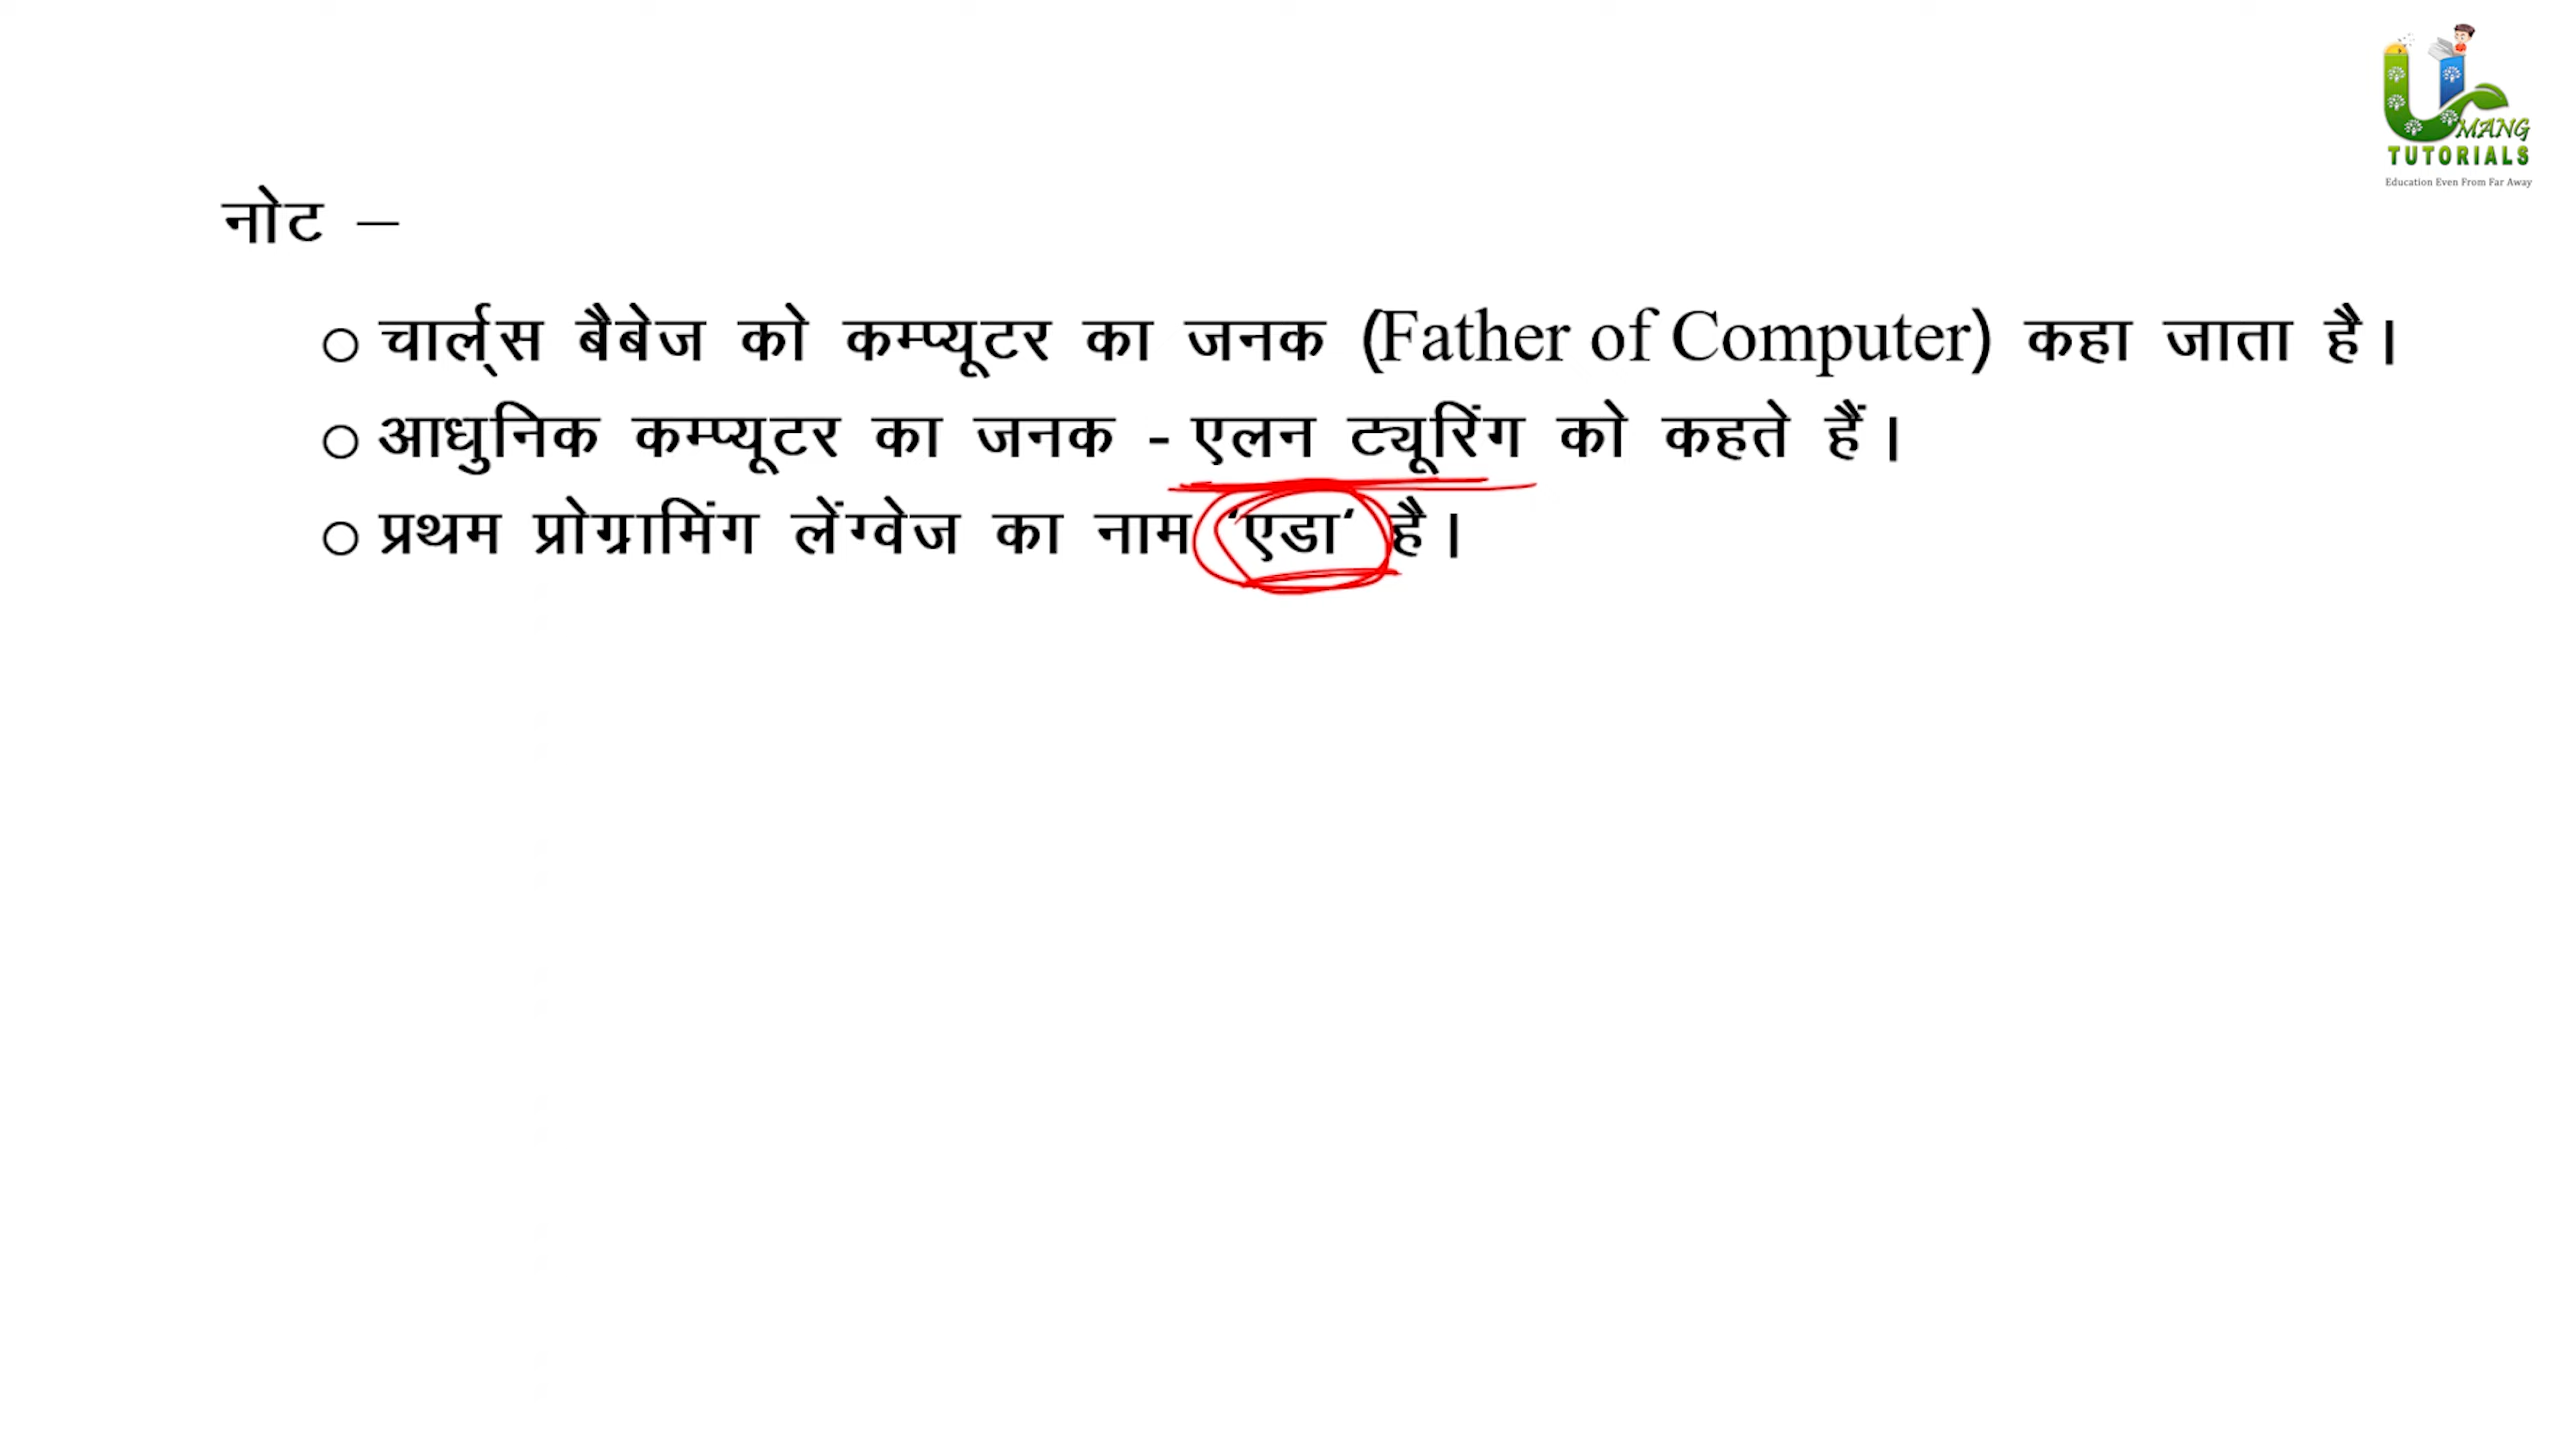 MANG
TUTORIALS
Education Even From Far Away
नोट –
○ चार्ल्स बैबेज को कम्प्यूटर का जनक (Father of Computer) कहा जाता है।
○ आधुनिक कम्प्यूटर का जनक - एलन ट्यूरिंग को कहते हैं।
○ प्रथम प्रोग्रामिंग लेंग्वेज का नाम ‘एडा‘ है।